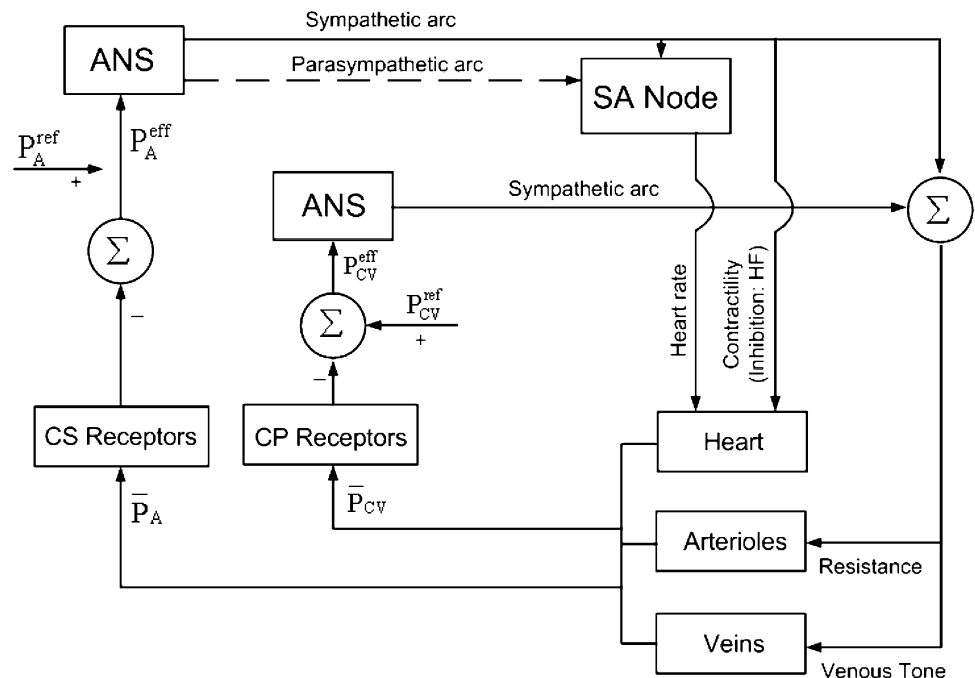 Sympathetic arc
ANS
Parasympathetic arc
SA Node
P_A^ref
+
P_A^eff
ANS
Sympathetic arc
Σ
Σ
P_CV^eff
Σ
P_CV^ref
+
−
−
Heart rate
Contractility
(Inhibition: HF)
CS Receptors
CP Receptors
Heart
P̅_A
P̅_CV
Arterioles
Resistance
Veins
Venous Tone